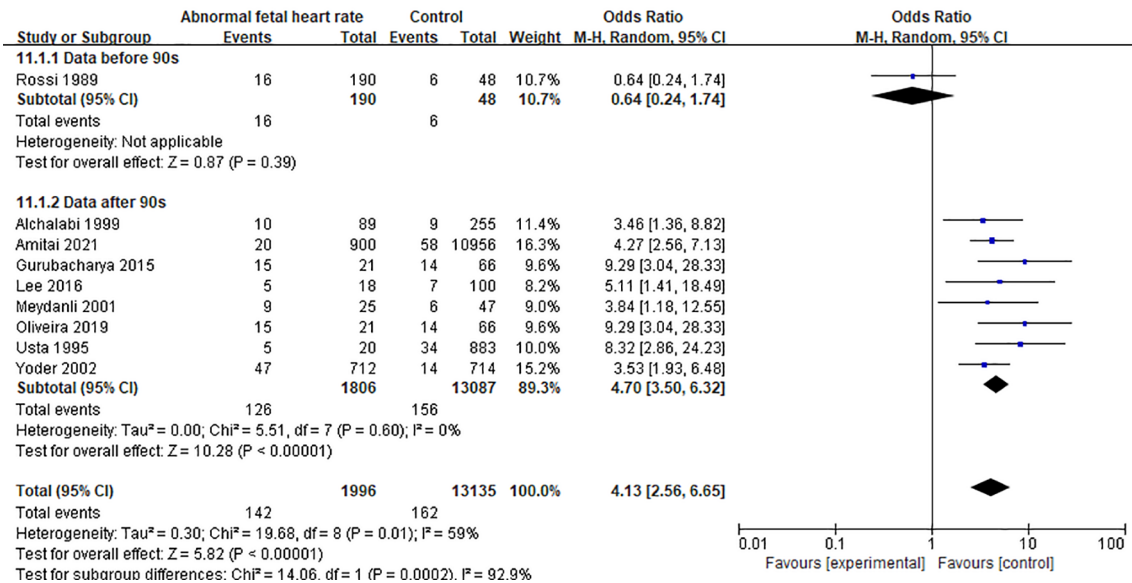 Abnormal fetal heart rate Control Odds Ratio Odds Ratio
Study or Subgroup Events Total Events Total Weight M-H, Random, 95% CI M-H, Random, 95% CI
11.1.1 Data before 90s
Rossi 1989 16 190 6 48 10.7% 0.64 [0.24, 1.74]
Subtotal (95% CI) 190 48 10.7% 0.64 [0.24, 1.74]
Total events 16 6
Heterogeneity: Not applicable
Test for overall effect: Z = 0.87 (P = 0.39)
11.1.2 Data after 90s
Alchalabi 1999 10 89 9 255 11.4% 3.46 [1.36, 8.82]
Amitai 2021 20 900 58 10956 16.3% 4.27 [2.56, 7.13]
Gurubacharya 2015 15 21 14 66 9.6% 9.29 [3.04, 28.33]
Lee 2016 5 18 7 100 8.2% 5.11 [1.41, 18.49]
Meydanli 2001 9 25 6 47 9.0% 3.84 [1.18, 12.55]
Oliveira 2019 15 21 14 66 9.6% 9.29 [3.04, 28.33]
Usta 1995 5 20 34 883 10.0% 8.32 [2.86, 24.23]
Yoder 2002 47 712 14 714 15.2% 3.53 [1.93, 6.48]
Subtotal (95% CI) 1806 13087 89.3% 4.70 [3.50, 6.32]
Total events 126 156
Heterogeneity: Tau² = 0.00; Chi² = 5.51, df = 7 (P = 0.60); I² = 0%
Test for overall effect: Z = 10.28 (P < 0.00001)
Total (95% CI) 1996 13135 100.0% 4.13 [2.56, 6.65]
Total events 142 162
Heterogeneity: Tau² = 0.30; Chi² = 19.68, df = 8 (P = 0.01); I² = 59%
Test for overall effect: Z = 5.82 (P < 0.00001)
Test for subgroup differences: Chi² = 14.06, df = 1 (P = 0.0002), I² = 92.9%
0.01 0.1 1 10 100
Favours [experimental] Favours [control]